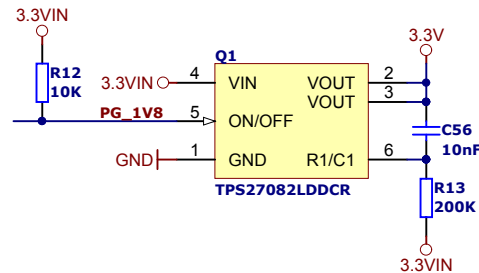 3.3VIN
3.3V
Q1
R12
10K
3.3VIN 4 VIN VOUT 2
VOUT 3
PG_1V8 5 ON/OFF
C56
10nF
GND 1 GND R1/C1 6
TPS27082LDDCR
R13
200K
3.3VIN